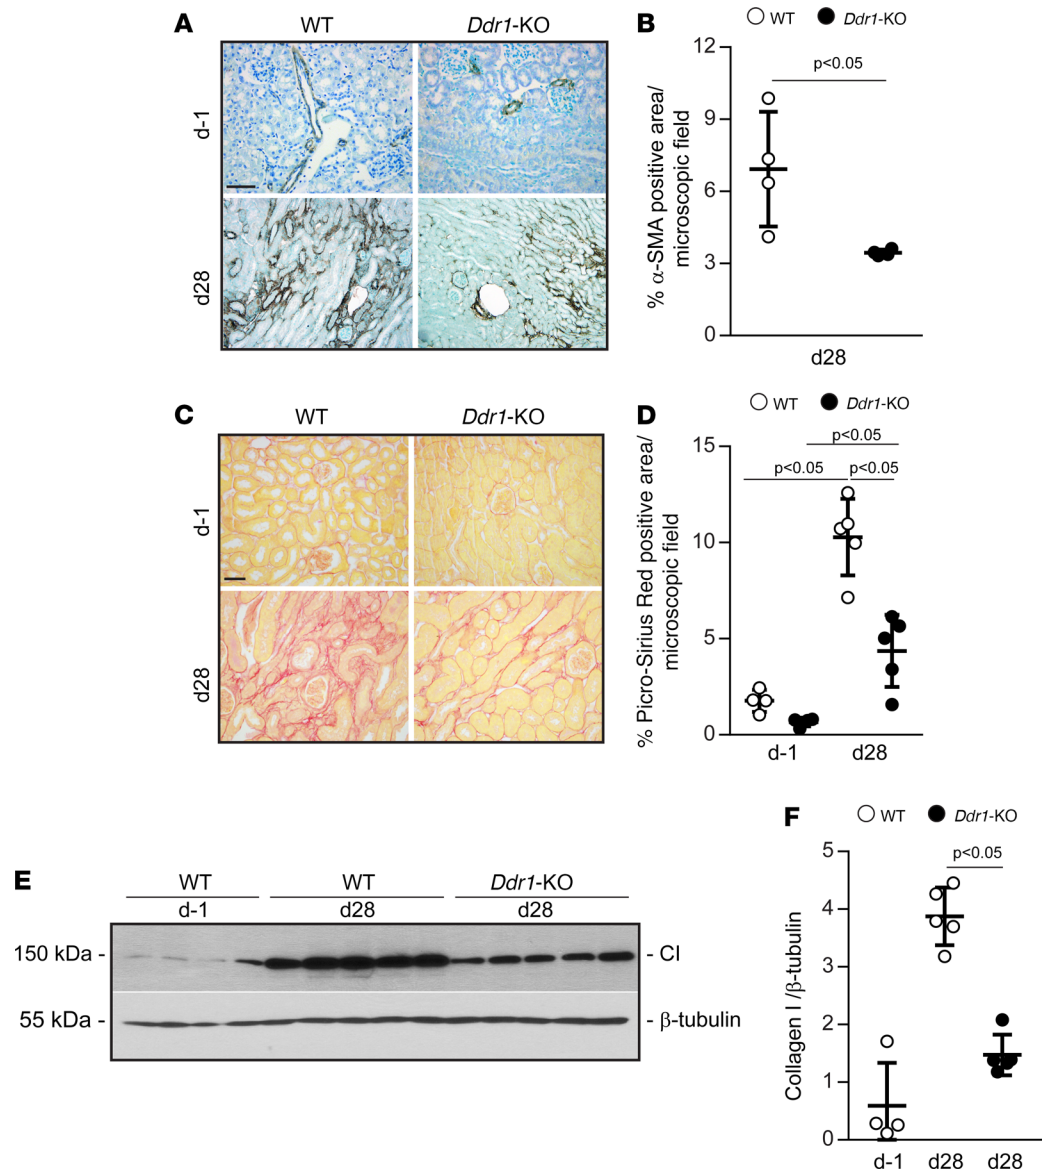 A
WT
Ddr1-KO
d-1
d28
B
WT
Ddr1-KO
% α-SMA positive area/
microscopic field
12
9
6
3
0
p<0.05
d28
C
WT
Ddr1-KO
d-1
d28
D
WT
Ddr1-KO
% Picro-Sirius Red positive area/
microscopic field
15
10
5
0
p<0.05
p<0.05
p<0.05
d-1
d28
E
WT
WT
Ddr1-KO
d-1
d28
d28
150 kDa -
- CI
55 kDa -
- β-tubulin
F
WT
Ddr1-KO
Collagen I /β-tubulin
5
4
3
2
1
0
p<0.05
d-1
d28
d28